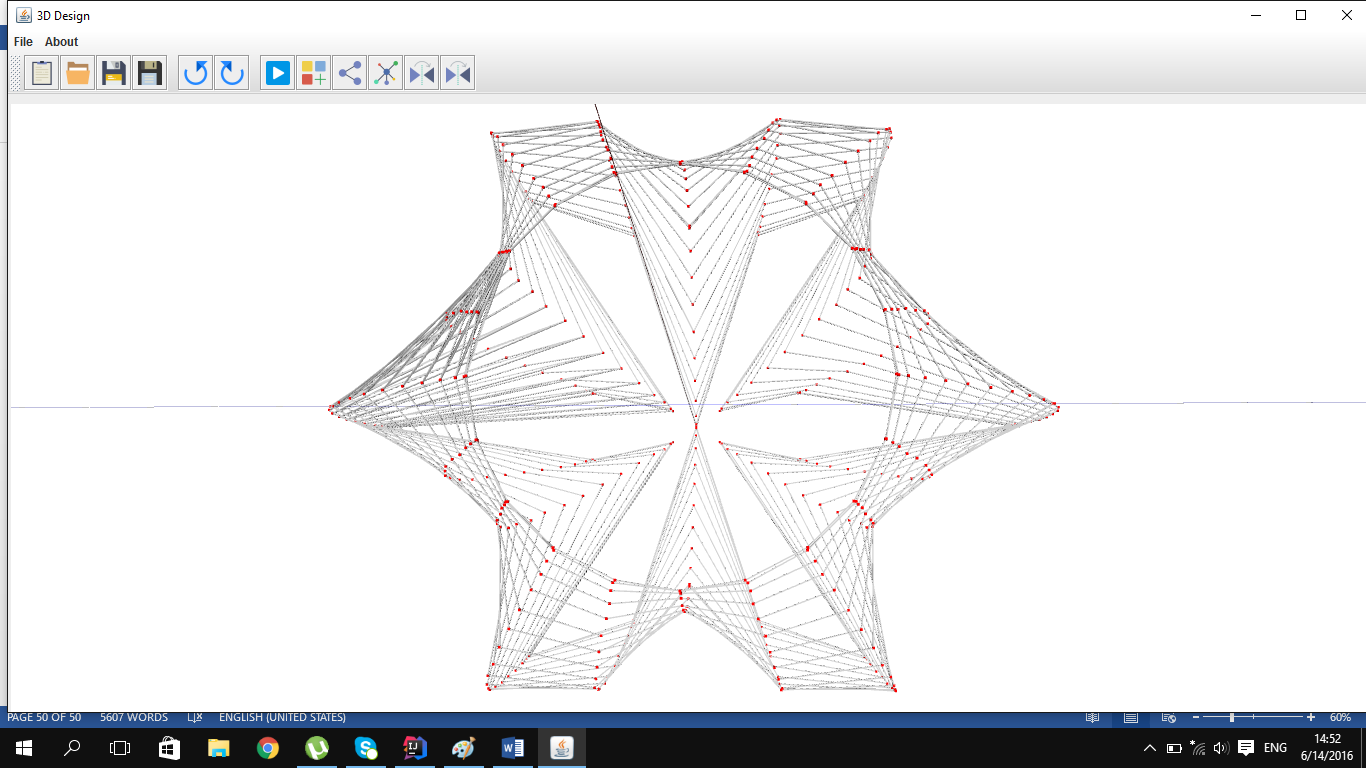 3D Design
File About
PAGE 50 OF 50 5607 WORDS ENGLISH (UNITED STATES) 60%
ENG 14:52
6/14/2016